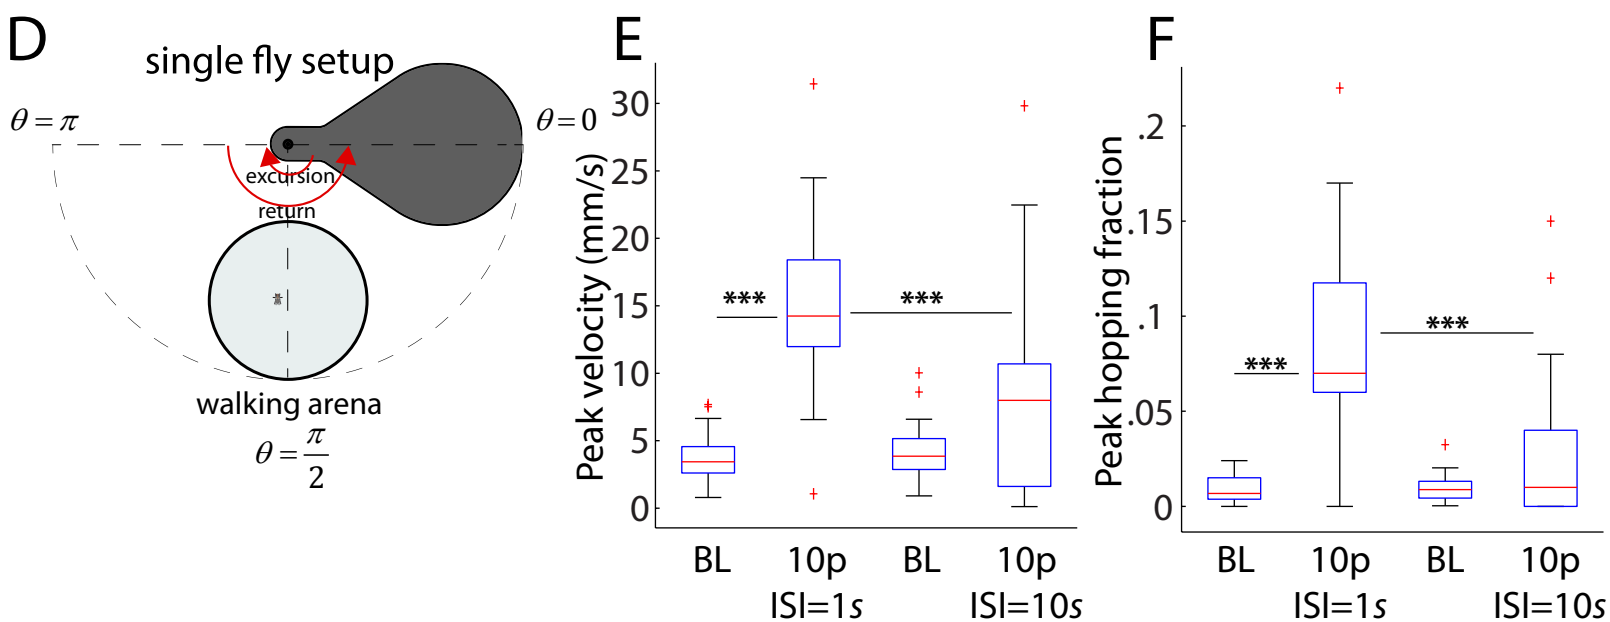 D
single fly setup
θ = π
θ = 0
excursion
return
walking arena
θ = π/2
E
Peak velocity (mm/s)
30
25
20
15
10
5
0
***
***
BL
10p
BL
10p
ISI=1s
ISI=10s
F
Peak hopping fraction
.2
.15
.1
.05
0
***
***
BL
10p
BL
10p
ISI=1s
ISI=10s